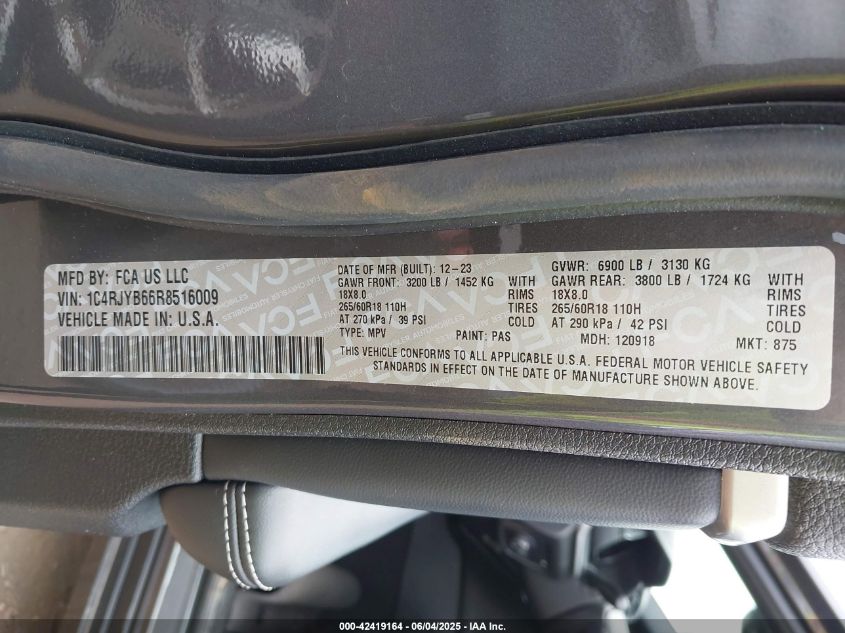 MFD BY: FCA US LLC
VIN: 1C4RJYB66R8516009
VEHICLE MADE IN: U.S.A.
DATE OF MFR (BUILT): 12-23
GVWR: 6900 LB / 3130 KG
GAWR FRONT: 3200 LB / 1452 KG WITH
18X8.0 RIMS
265/60R18 110H TIRES
AT 270 kPa / 39 PSI COLD
GAWR REAR: 3800 LB / 1724 KG WITH
18X8.0 RIMS
265/60R18 110H TIRES
AT 290 kPa / 42 PSI COLD
TYPE: MPV PAINT: PAS MDH: 120918 MKT: 875
THIS VEHICLE CONFORMS TO ALL APPLICABLE U.S.A. FEDERAL MOTOR VEHICLE SAFETY
STANDARDS IN EFFECT ON THE DATE OF MANUFACTURE SHOWN ABOVE.
000-42419164 - 06/04/2025 - IAA Inc.